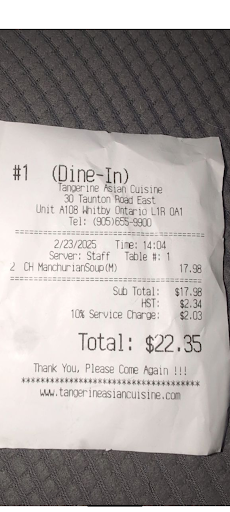 #1 (Dine-In)
Tangerine Asian Cuisine
30 Taunton Road East
Unit A108 Whitby Ontario L1R 0A1
Tel: (905)655-9900
========================================
2/23/2025 Time: 14:04
Server: Staff Table #: 1
2 CH ManchurianSoup(M) 17.98
========================================
Sub Total: $17.98
HST: $2.34
10% Service Charge: $2.03
Total: $22.35
Thank You, Please Come Again !!!
************************************
www.tangerineasiancuisine.com